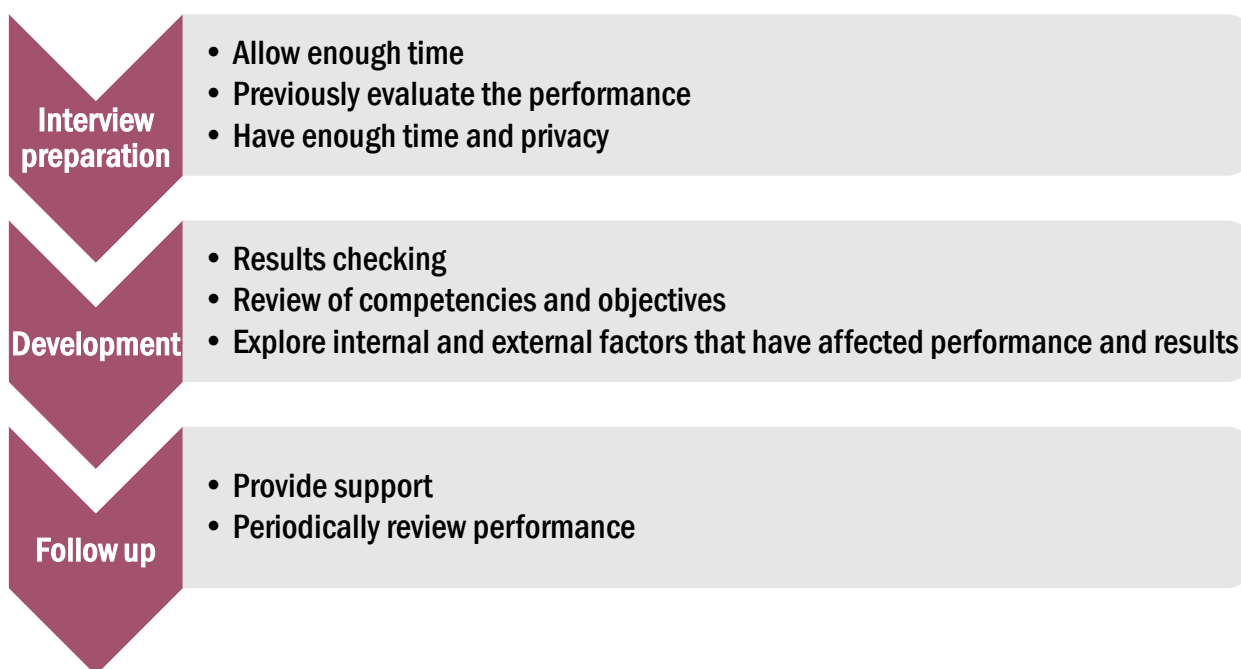 Interview
preparation
• Allow enough time
• Previously evaluate the performance
• Have enough time and privacy
Development
• Results checking
• Review of competencies and objectives
• Explore internal and external factors that have affected performance and results
Follow up
• Provide support
• Periodically review performance